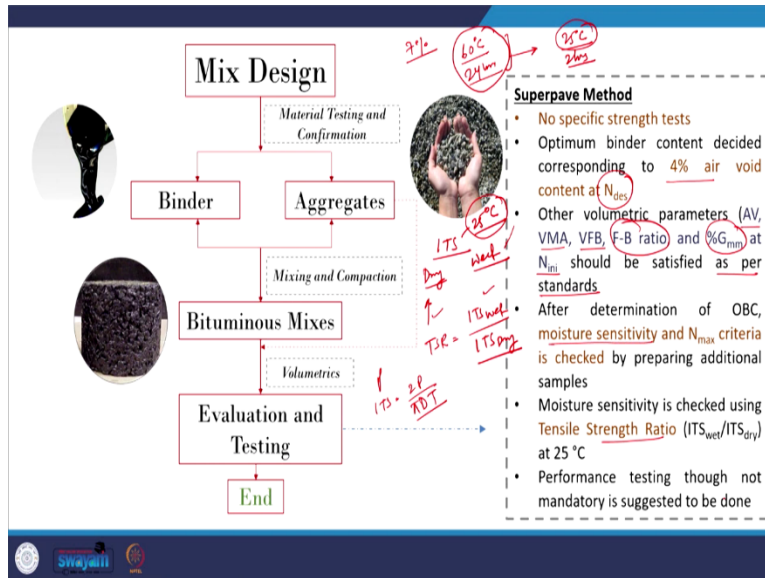 7%
60°C
24 hrs
25°C
2 hrs
Mix Design
Material Testing and
Confirmation
Binder
Aggregates
Mixing and Compaction
Bituminous Mixes
Volumetrics
Evaluation and
Testing
End
ITS 25°C
Dry
TSR = ITS wet
ITS Dry
ITS = 2P
πDT
Superpave Method
• No specific strength tests
• Optimum binder content decided
corresponding to 4% air void
content at Ndes
• Other volumetric parameters (AV,
VMA, VFB, F-B ratio) and %Gmm at
Nini should be satisfied as per
standards
• After determination of OBC,
moisture sensitivity and Nmax criteria
is checked by preparing additional
samples
• Moisture sensitivity is checked using
Tensile Strength Ratio (ITSwet/ITSdry)
at 25 °C
• Performance testing though not
mandatory is suggested to be done
swayam